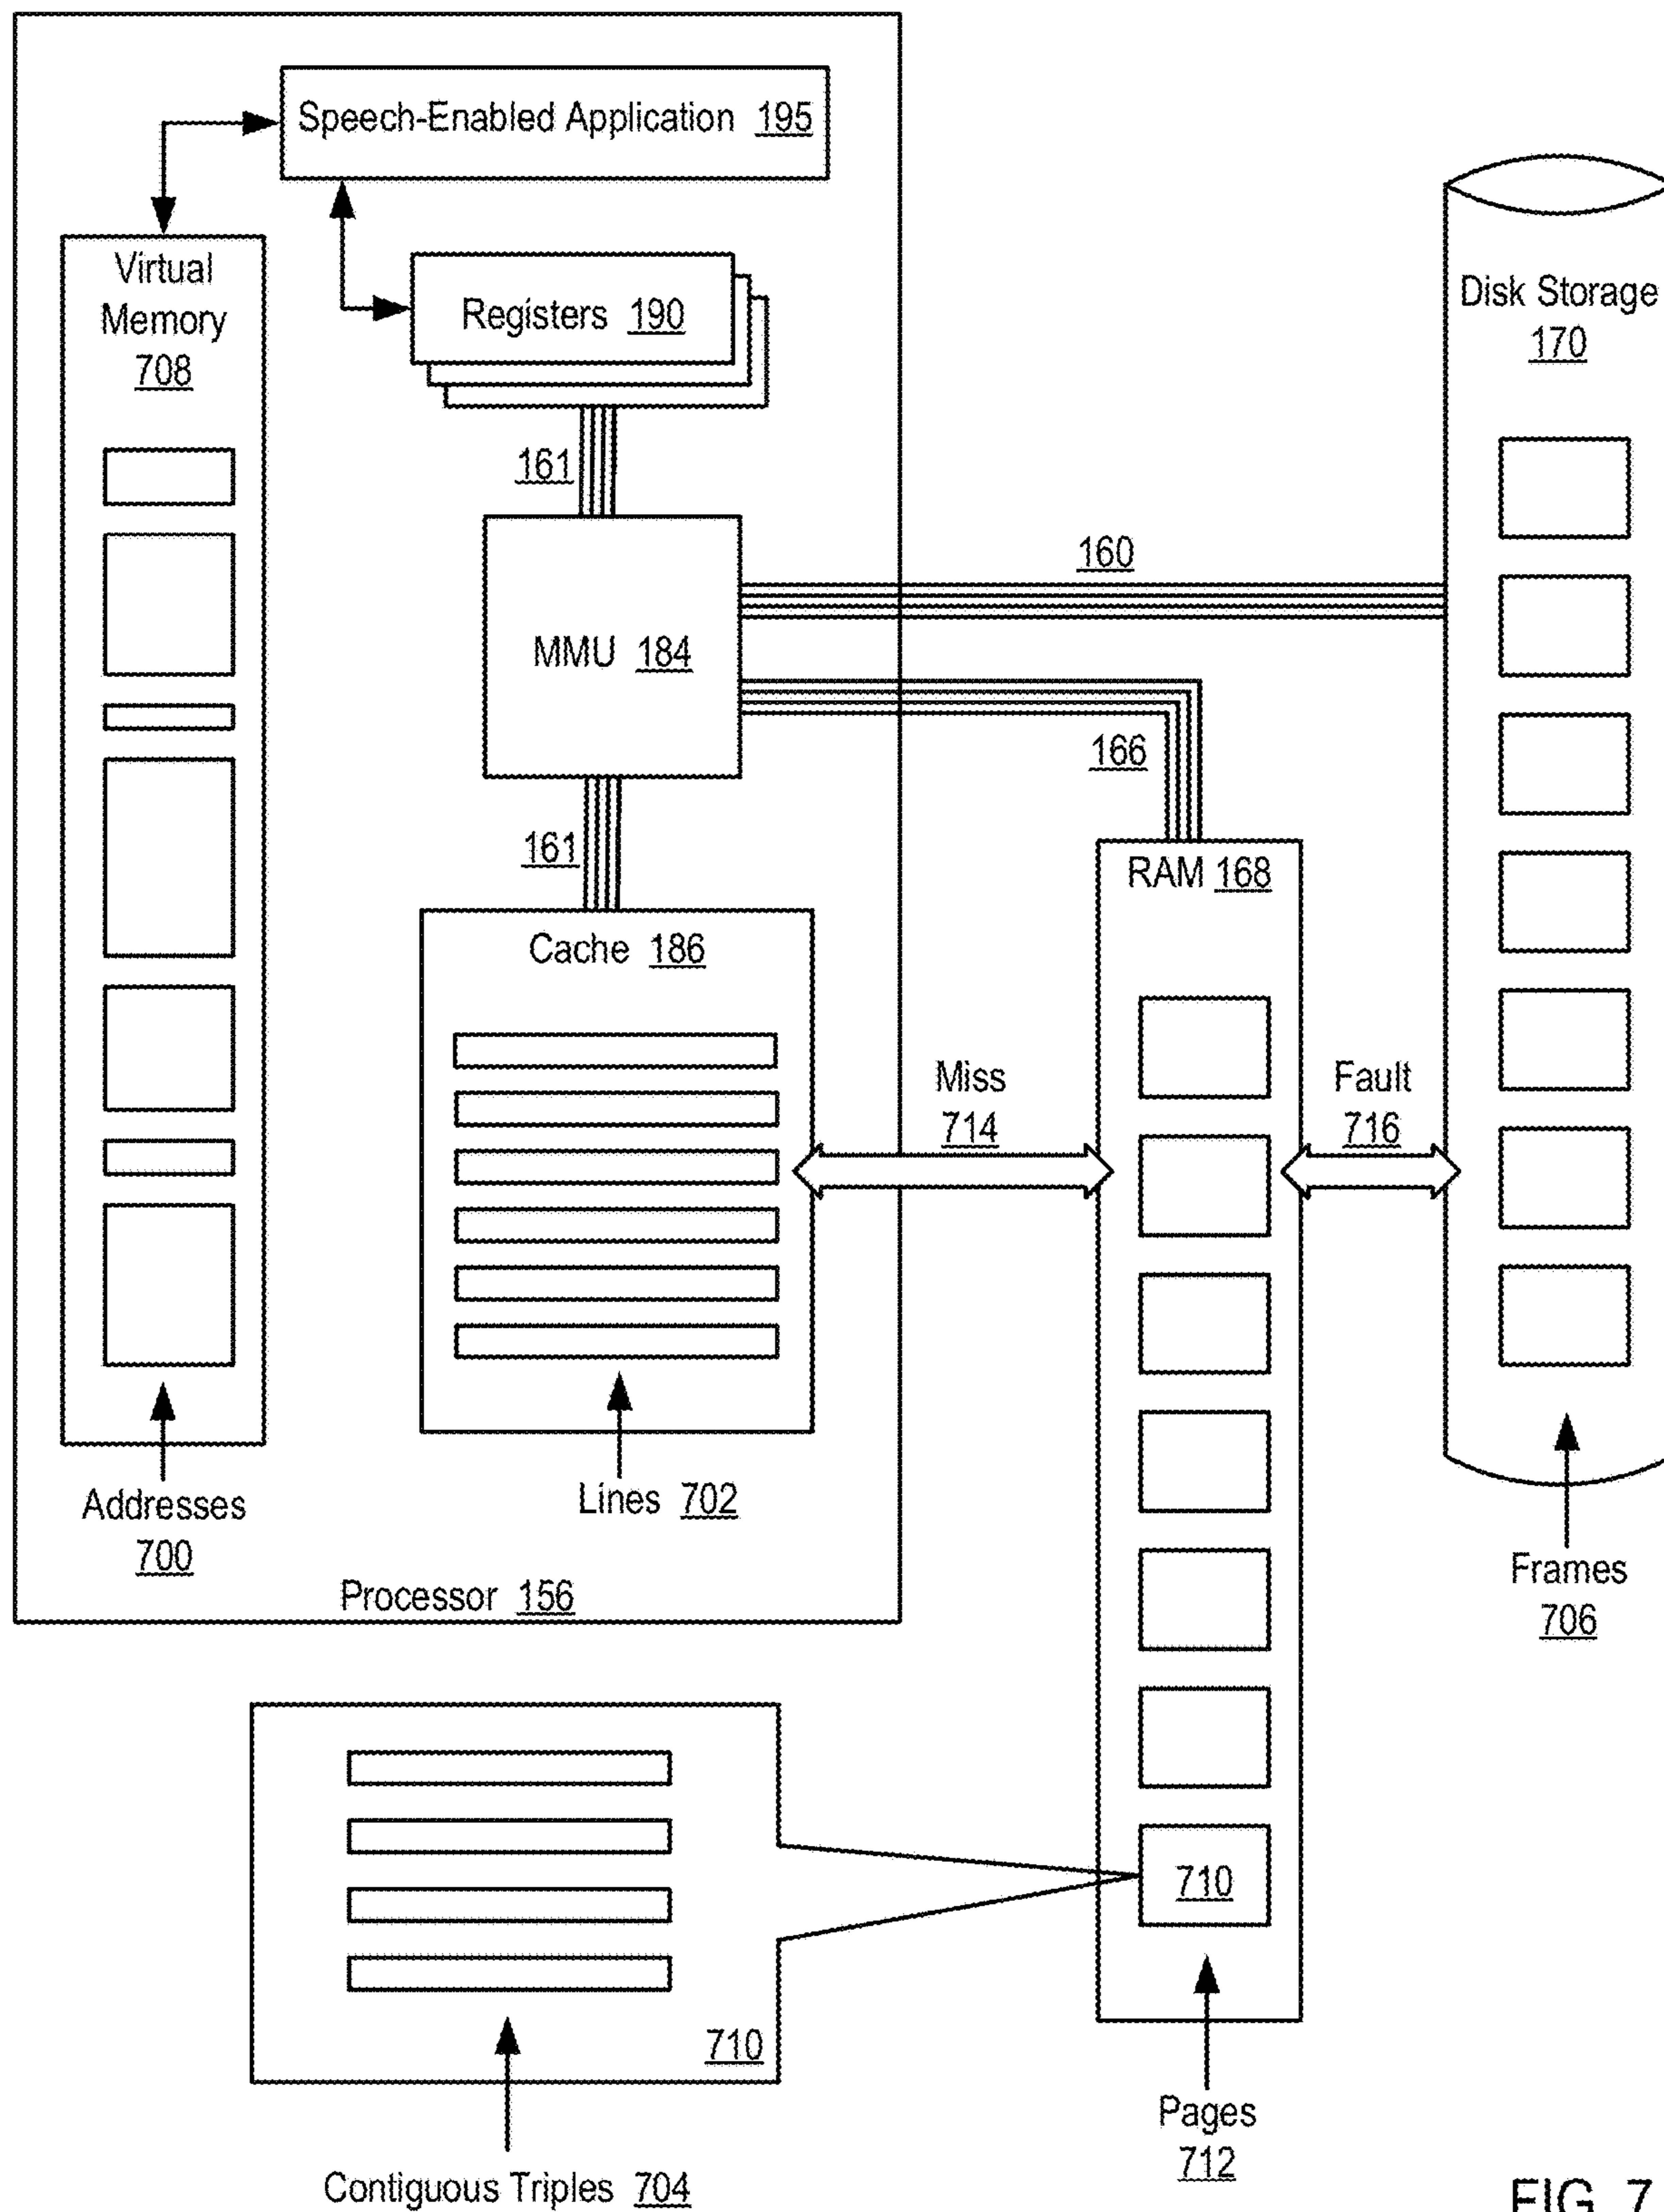 Speech-Enabled Application 195
Virtual
Memory
708
Registers 190
Disk Storage
170
161
160
MMU 184
166
161
RAM 168
Cache 186
Miss
714
Fault
716
Addresses
700
Lines 702
Frames
706
Processor 156
710
710
Pages
712
Contiguous Triples 704
FIG. 7